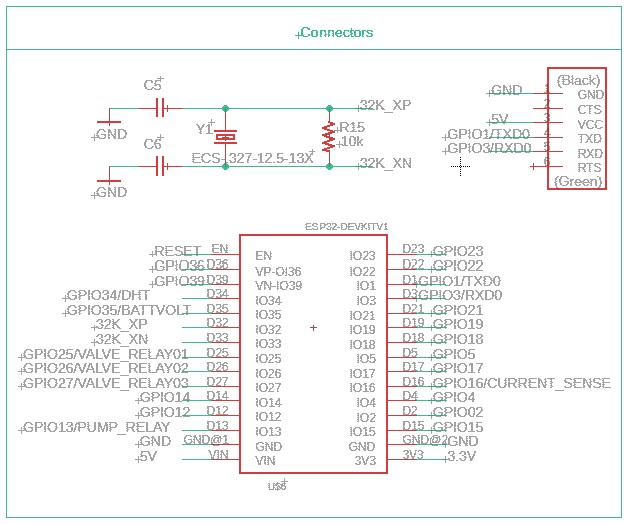 Connectors
C5
32K_XP
GND
Y1
R15
10k
C6
ECS-.327-12.5-13X
32K_XN
GND
(Black)
GND
1
GND
2
CTS
5V
3
VCC
GPIO1/TXD0
4
TXD
GPIO3/RXD0
5
RXD
6
RTS
(Green)
ESP32-DEVKITV1
RESET EN EN IO23 D23 GPIO23
GPIO36 D36 VP-OI36 IO22 D22 GPIO22
GPIO39 D39 VN-IO39 IO1 D1 GPIO1/TXD0
GPIO34/DHT D34 IO34 IO3 D3 GPIO3/RXD0
GPIO35/BATTVOLT D35 IO35 IO21 D21 GPIO21
32K_XP D32 IO32 IO19 D19 GPIO19
32K_XN D33 IO33 IO18 D18 GPIO18
GPIO25/VALVE_RELAY01 D25 IO25 IO5 D5 GPIO5
GPIO26/VALVE_RELAY02 D26 IO26 IO17 D17 GPIO17
GPIO27/VALVE_RELAY03 D27 IO27 IO16 D16 GPIO16/CURRENT_SENSE
GPIO14 D14 IO14 IO4 D4 GPIO4
GPIO12 D12 IO12 IO2 D2 GPIO02
GPIO13/PUMP_RELAY D13 IO13 IO15 D15 GPIO15
GND GND@1 GND GND GND@2 GND
5V VIN VIN 3V3 3V3 3.3V